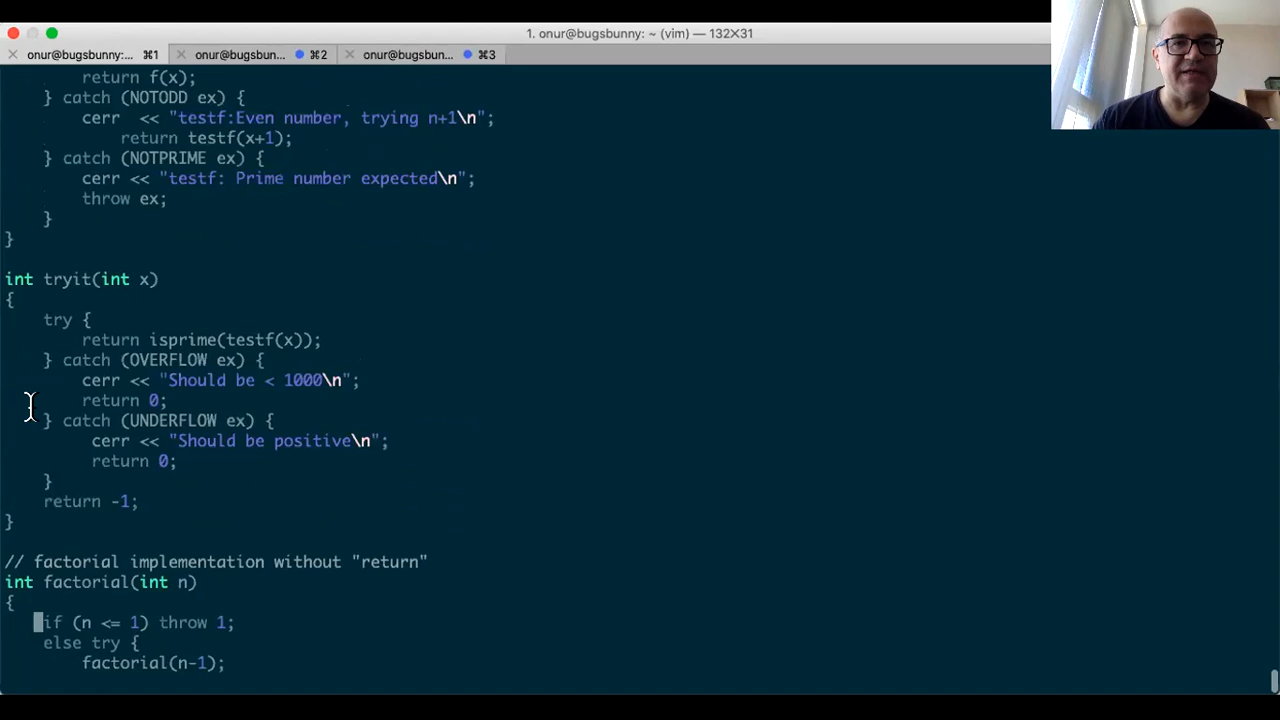 1. onur@bugsbunny: ~ (vim) — 132×31
onur@bugsbunny:... ⌘1
onur@bugsbun... ⌘2
onur@bugsbun... ⌘3
        return f(x);
    } catch (NOTODD ex) {
        cerr  << "testf:Even number, trying n+1\n";
            return testf(x+1);
    } catch (NOTPRIME ex) {
        cerr << "testf: Prime number expected\n";
        throw ex;
    }
}
int tryit(int x)
{
    try {
        return isprime(testf(x));
    } catch (OVERFLOW ex) {
        cerr << "Should be < 1000\n";
        return 0;
    } catch (UNDERFLOW ex) {
         cerr << "Should be positive\n";
         return 0;
    }
    return -1;
}
// factorial implementation without "return"
int factorial(int n)
{
    if (n <= 1) throw 1;
    else try {
        factorial(n-1);